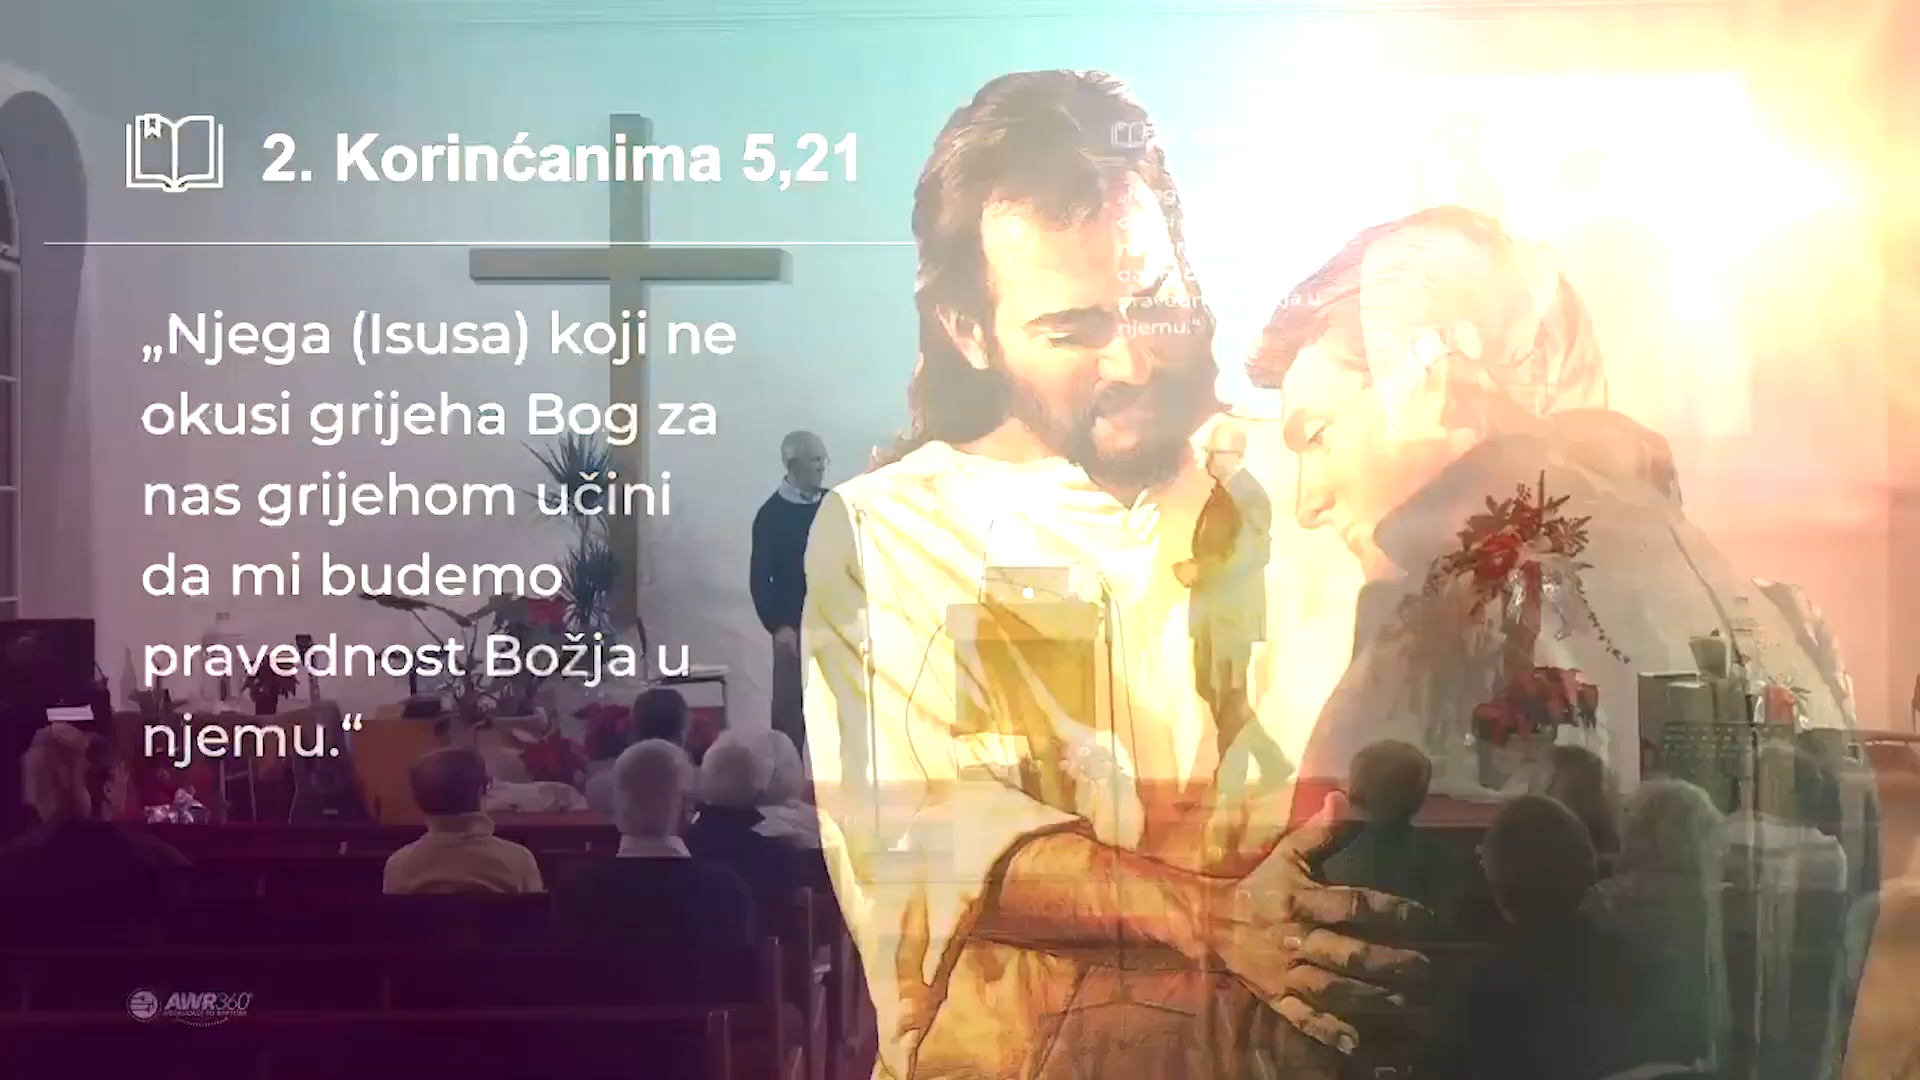 2. Korinćanima 5,21
„Njega (Isusa) koji ne
okusi grijeha Bog za
nas grijehom učini
da mi budemo
pravednost Božja u
njemu.“
njemu.“
AWR360°